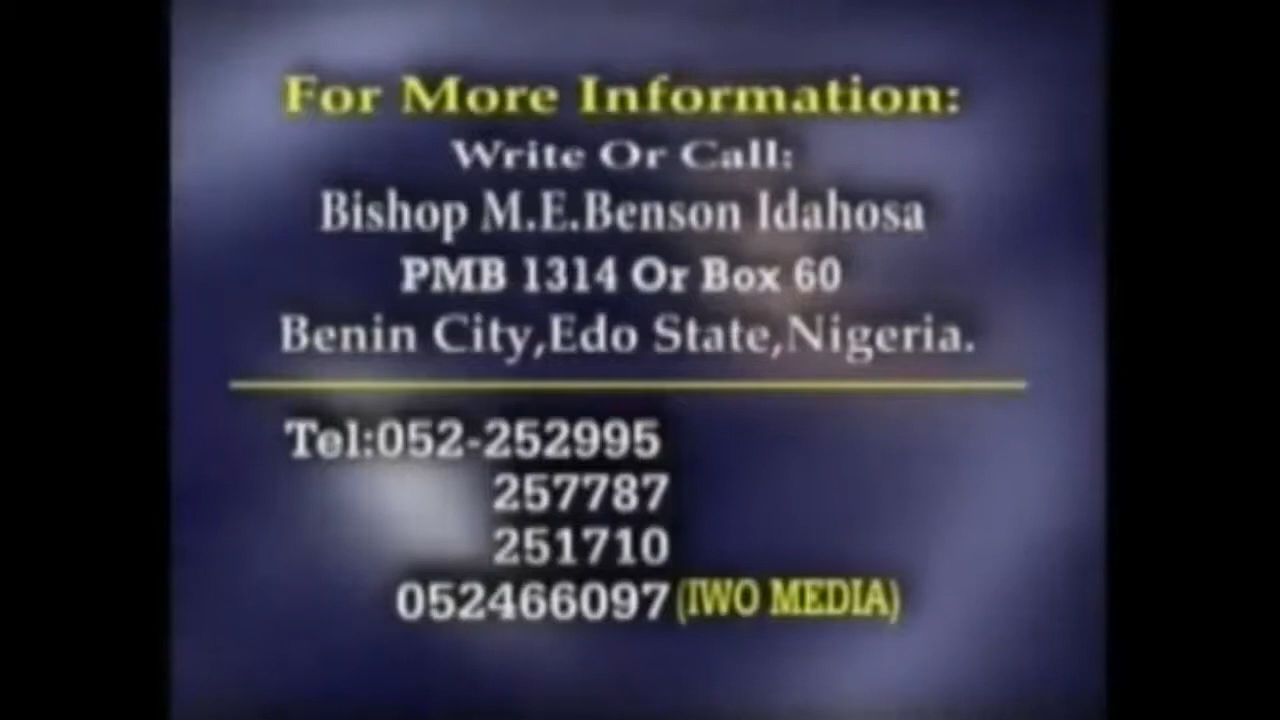 For More Information:
Write Or Call:
Bishop M.E.Benson Idahosa
PMB 1314 Or Box 60
Benin City,Edo State,Nigeria.
Tel:052-252995
257787
251710
052466097(IWO MEDIA)